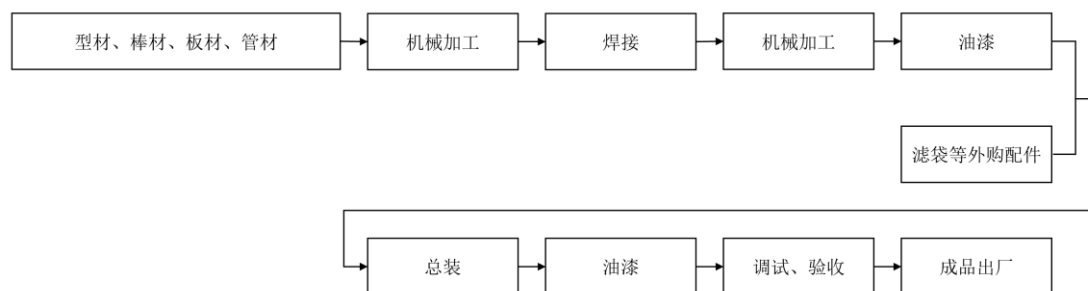 型材、棒材、板材、管材
机械加工
焊接
机械加工
油漆
滤袋等外购配件
总装
油漆
调试、验收
成品出厂